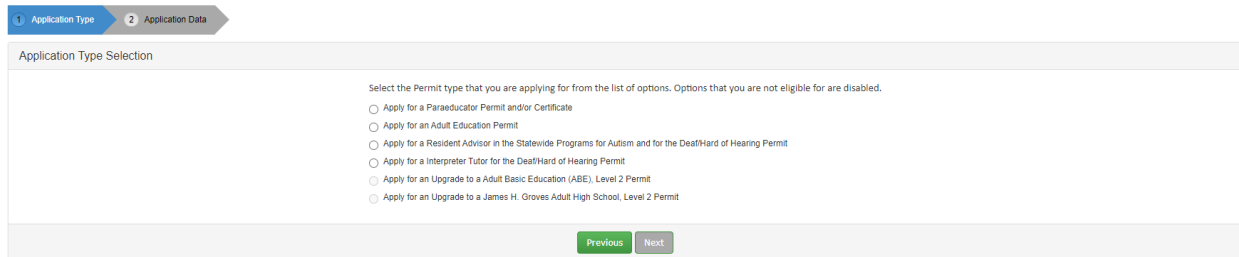 1 Application Type 2 Application Data
Application Type Selection
Select the Permit type that you are applying for from the list of options. Options that you are not eligible for are disabled.
Apply for a Paraeducator Permit and/or Certificate
Apply for an Adult Education Permit
Apply for a Resident Advisor in the Statewide Programs for Autism and for the Deaf/Hard of Hearing Permit
Apply for a Interpreter Tutor for the Deaf/Hard of Hearing Permit
Apply for an Upgrade to a Adult Basic Education (ABE), Level 2 Permit
Apply for an Upgrade to a James H. Groves Adult High School, Level 2 Permit
Previous Next